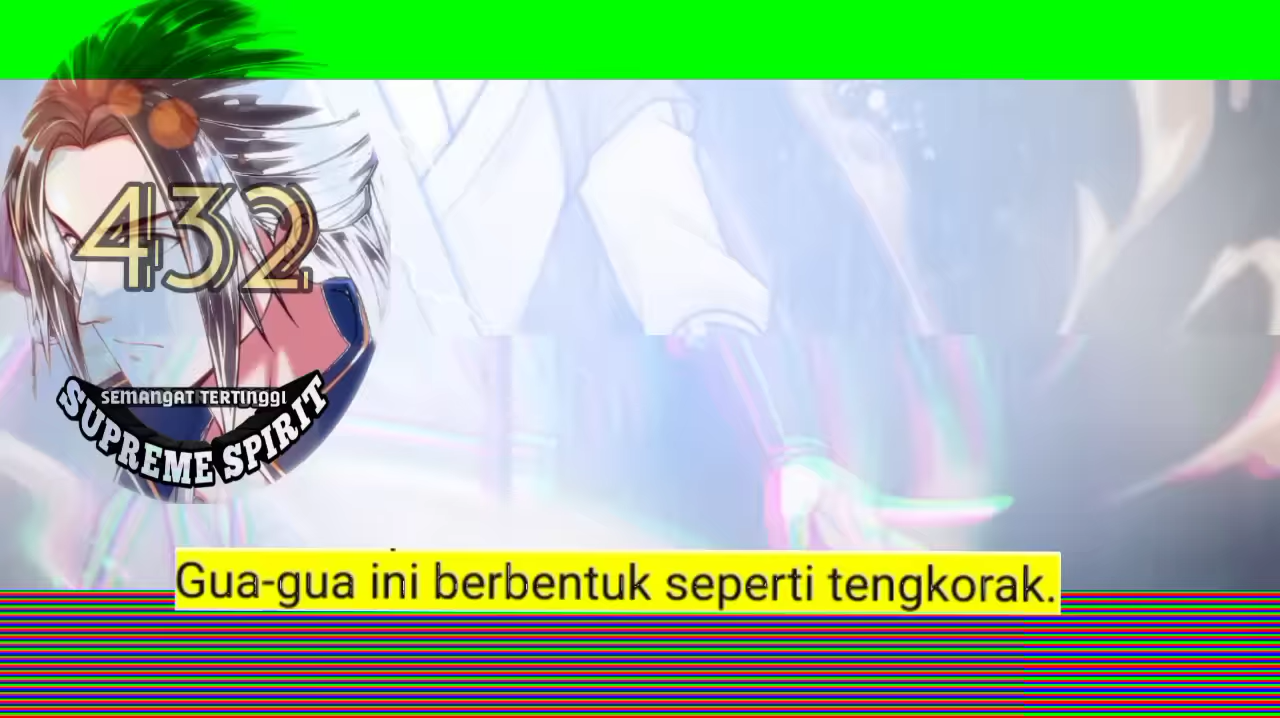 432
SEMANGAT TERTINGGI
SUPREME SPIRIT
Gua-gua ini berbentuk seperti tengkorak.